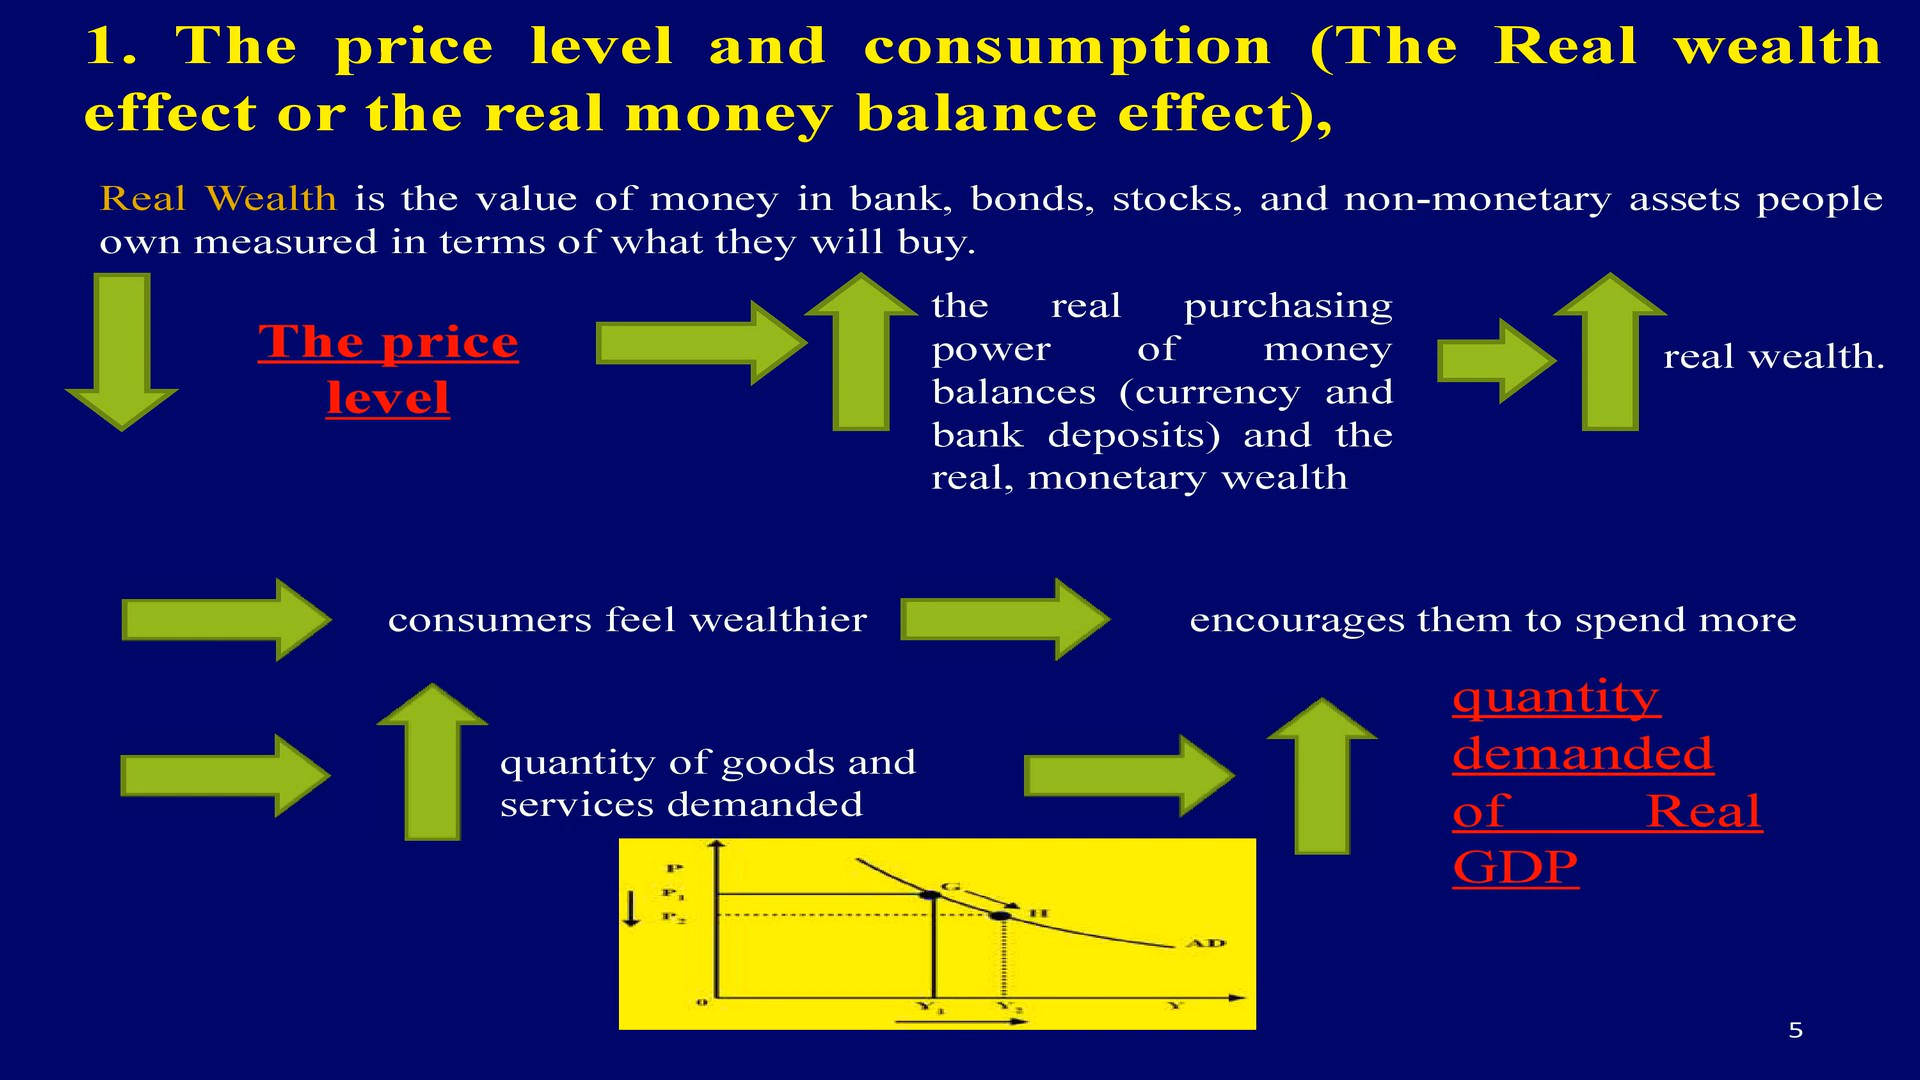 1. The price level and consumption (The Real wealth
effect or the real money balance effect),
Real Wealth is the value of money in bank, bonds, stocks, and non-monetary assets people
own measured in terms of what they will buy.
The price
level
the real purchasing
power of money
balances (currency and
bank deposits) and the
real, monetary wealth
real wealth.
consumers feel wealthier
encourages them to spend more
quantity of goods and
services demanded
quantity
demanded
of Real
GDP
P
P₁
P₂
G
H
AD
0
Y₁
Y₂
Y
5